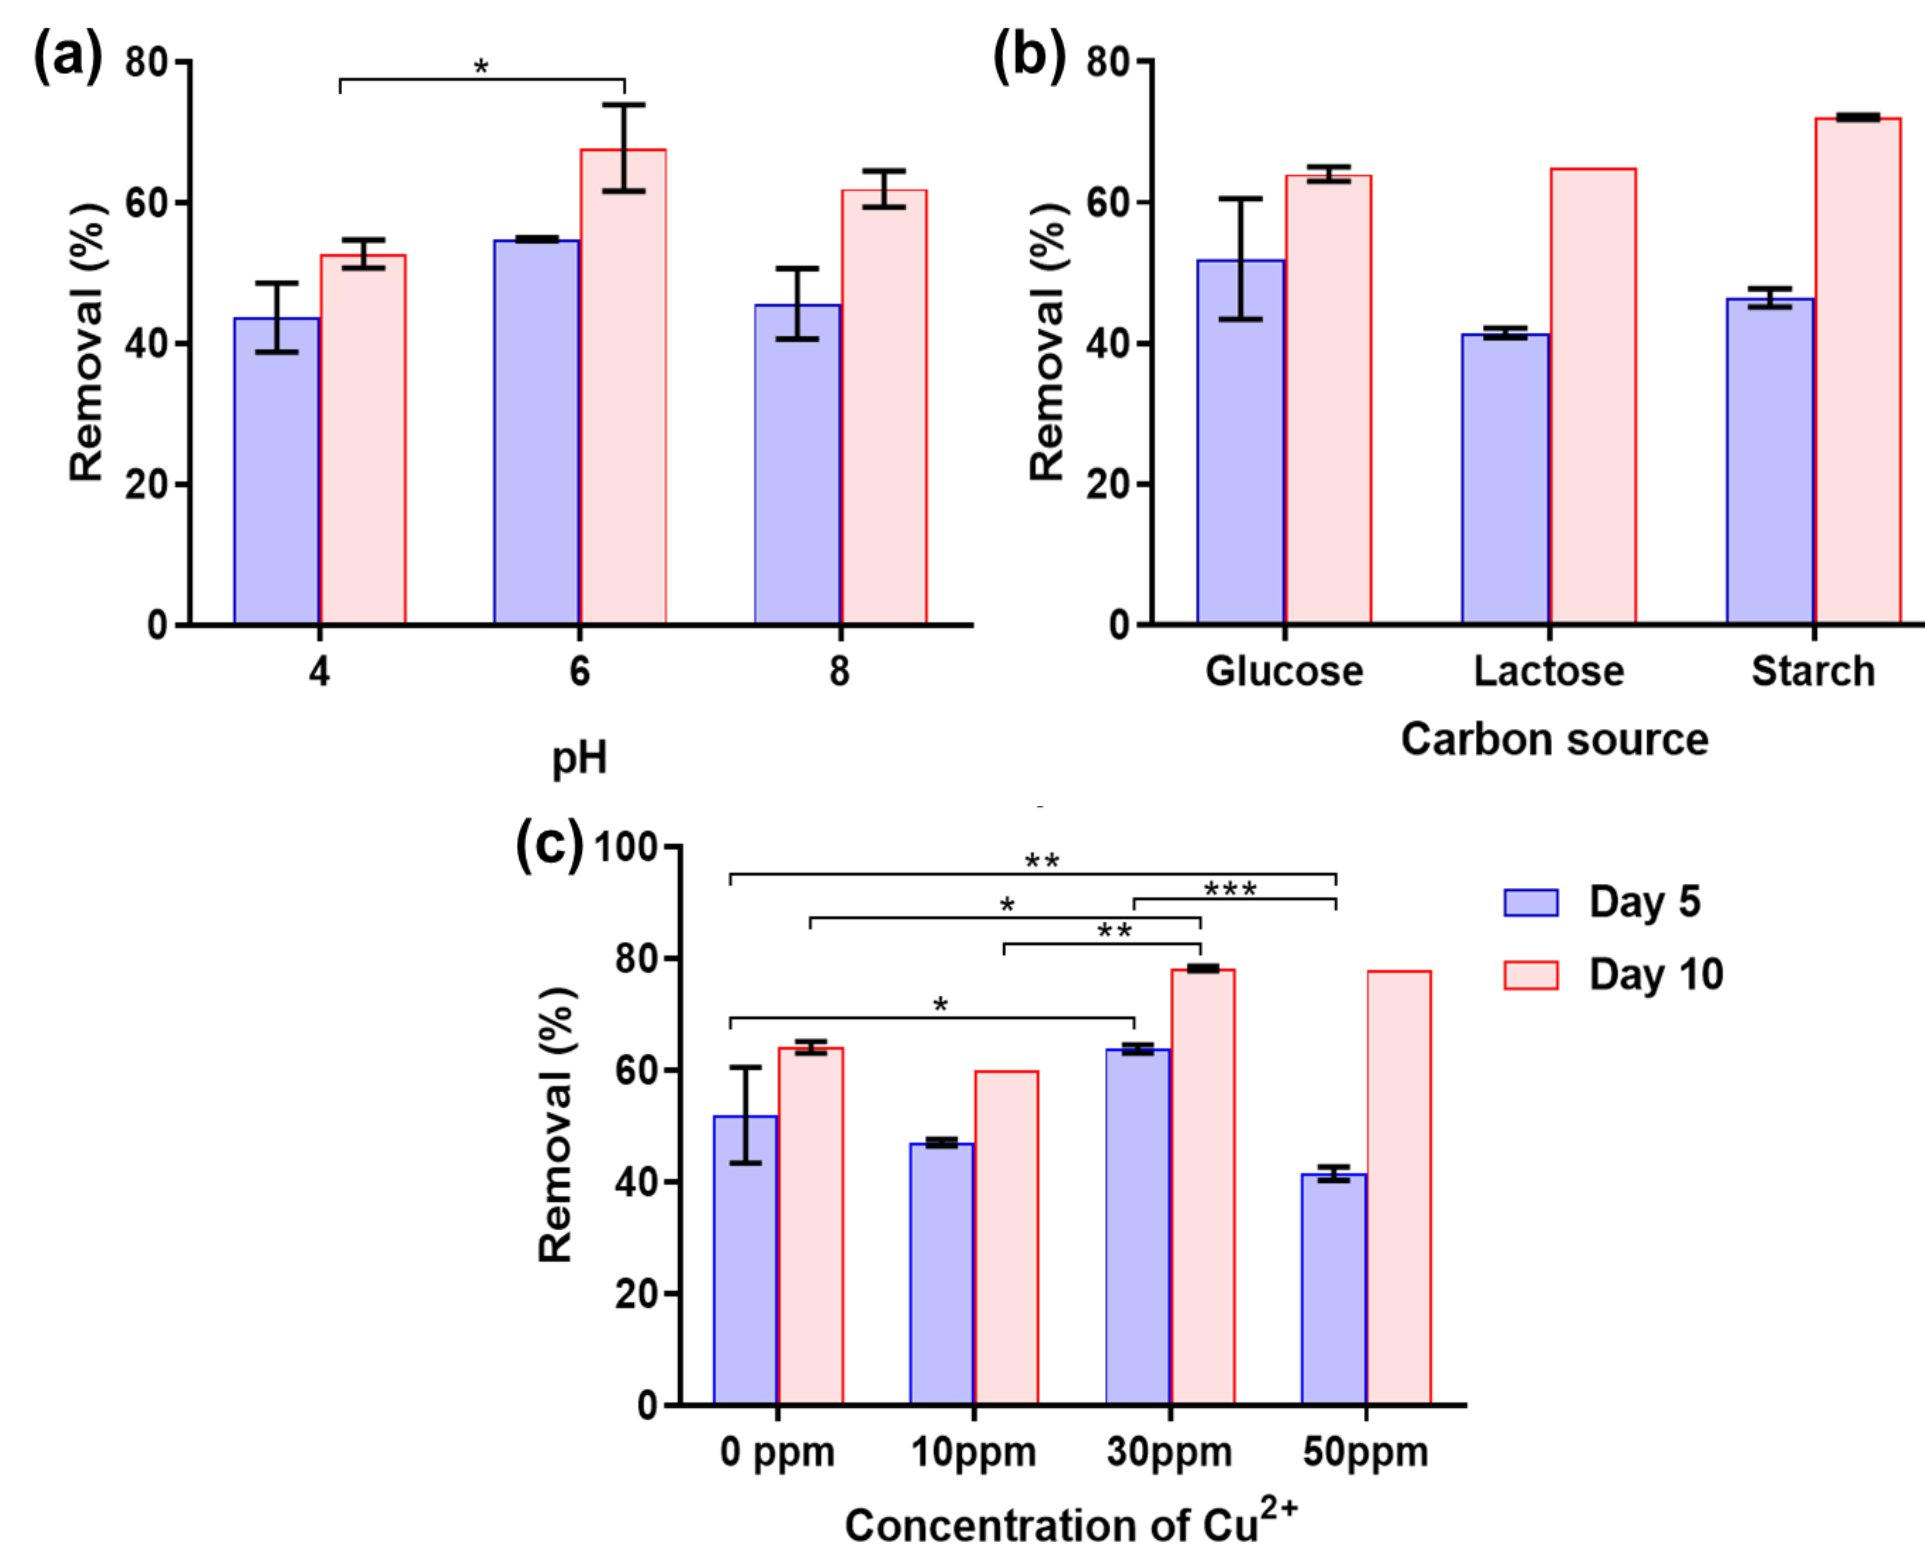 (a)
80
60
40
20
0
Removal (%)
*
4 6 8
pH
(b)
80
60
40
20
0
Removal (%)
Glucose Lactose Starch
Carbon source
(c)
100
80
60
40
20
0
Removal (%)
**
***
*
**
*
0 ppm 10ppm 30ppm 50ppm
Concentration of Cu²⁺
Day 5
Day 10